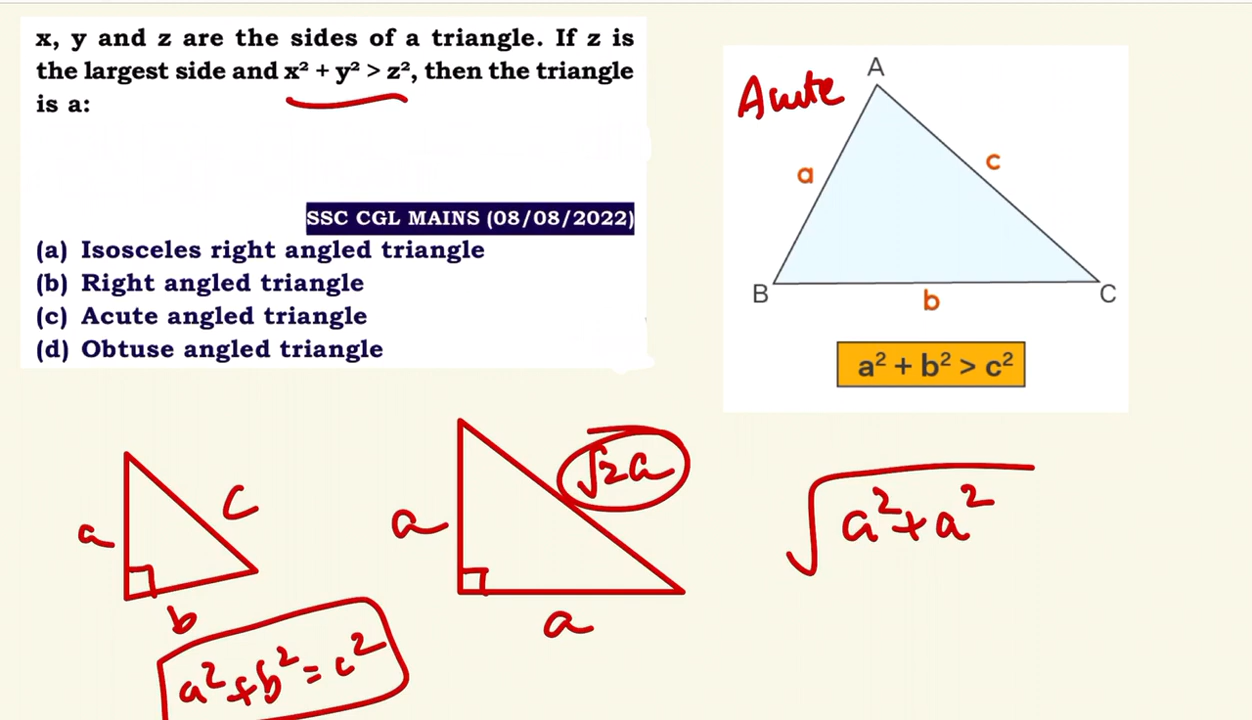 x, y and z are the sides of a triangle. If z is
the largest side and x² + y² > z², then the triangle
is a:
SSC CGL MAINS (08/08/2022)
(a) Isosceles right angled triangle
(b) Right angled triangle
(c) Acute angled triangle
(d) Obtuse angled triangle
Acute
A
a
c
B
b
C
a² + b² > c²
a
c
b
a² + b² = c²
a
√2a
a
√a² + a²